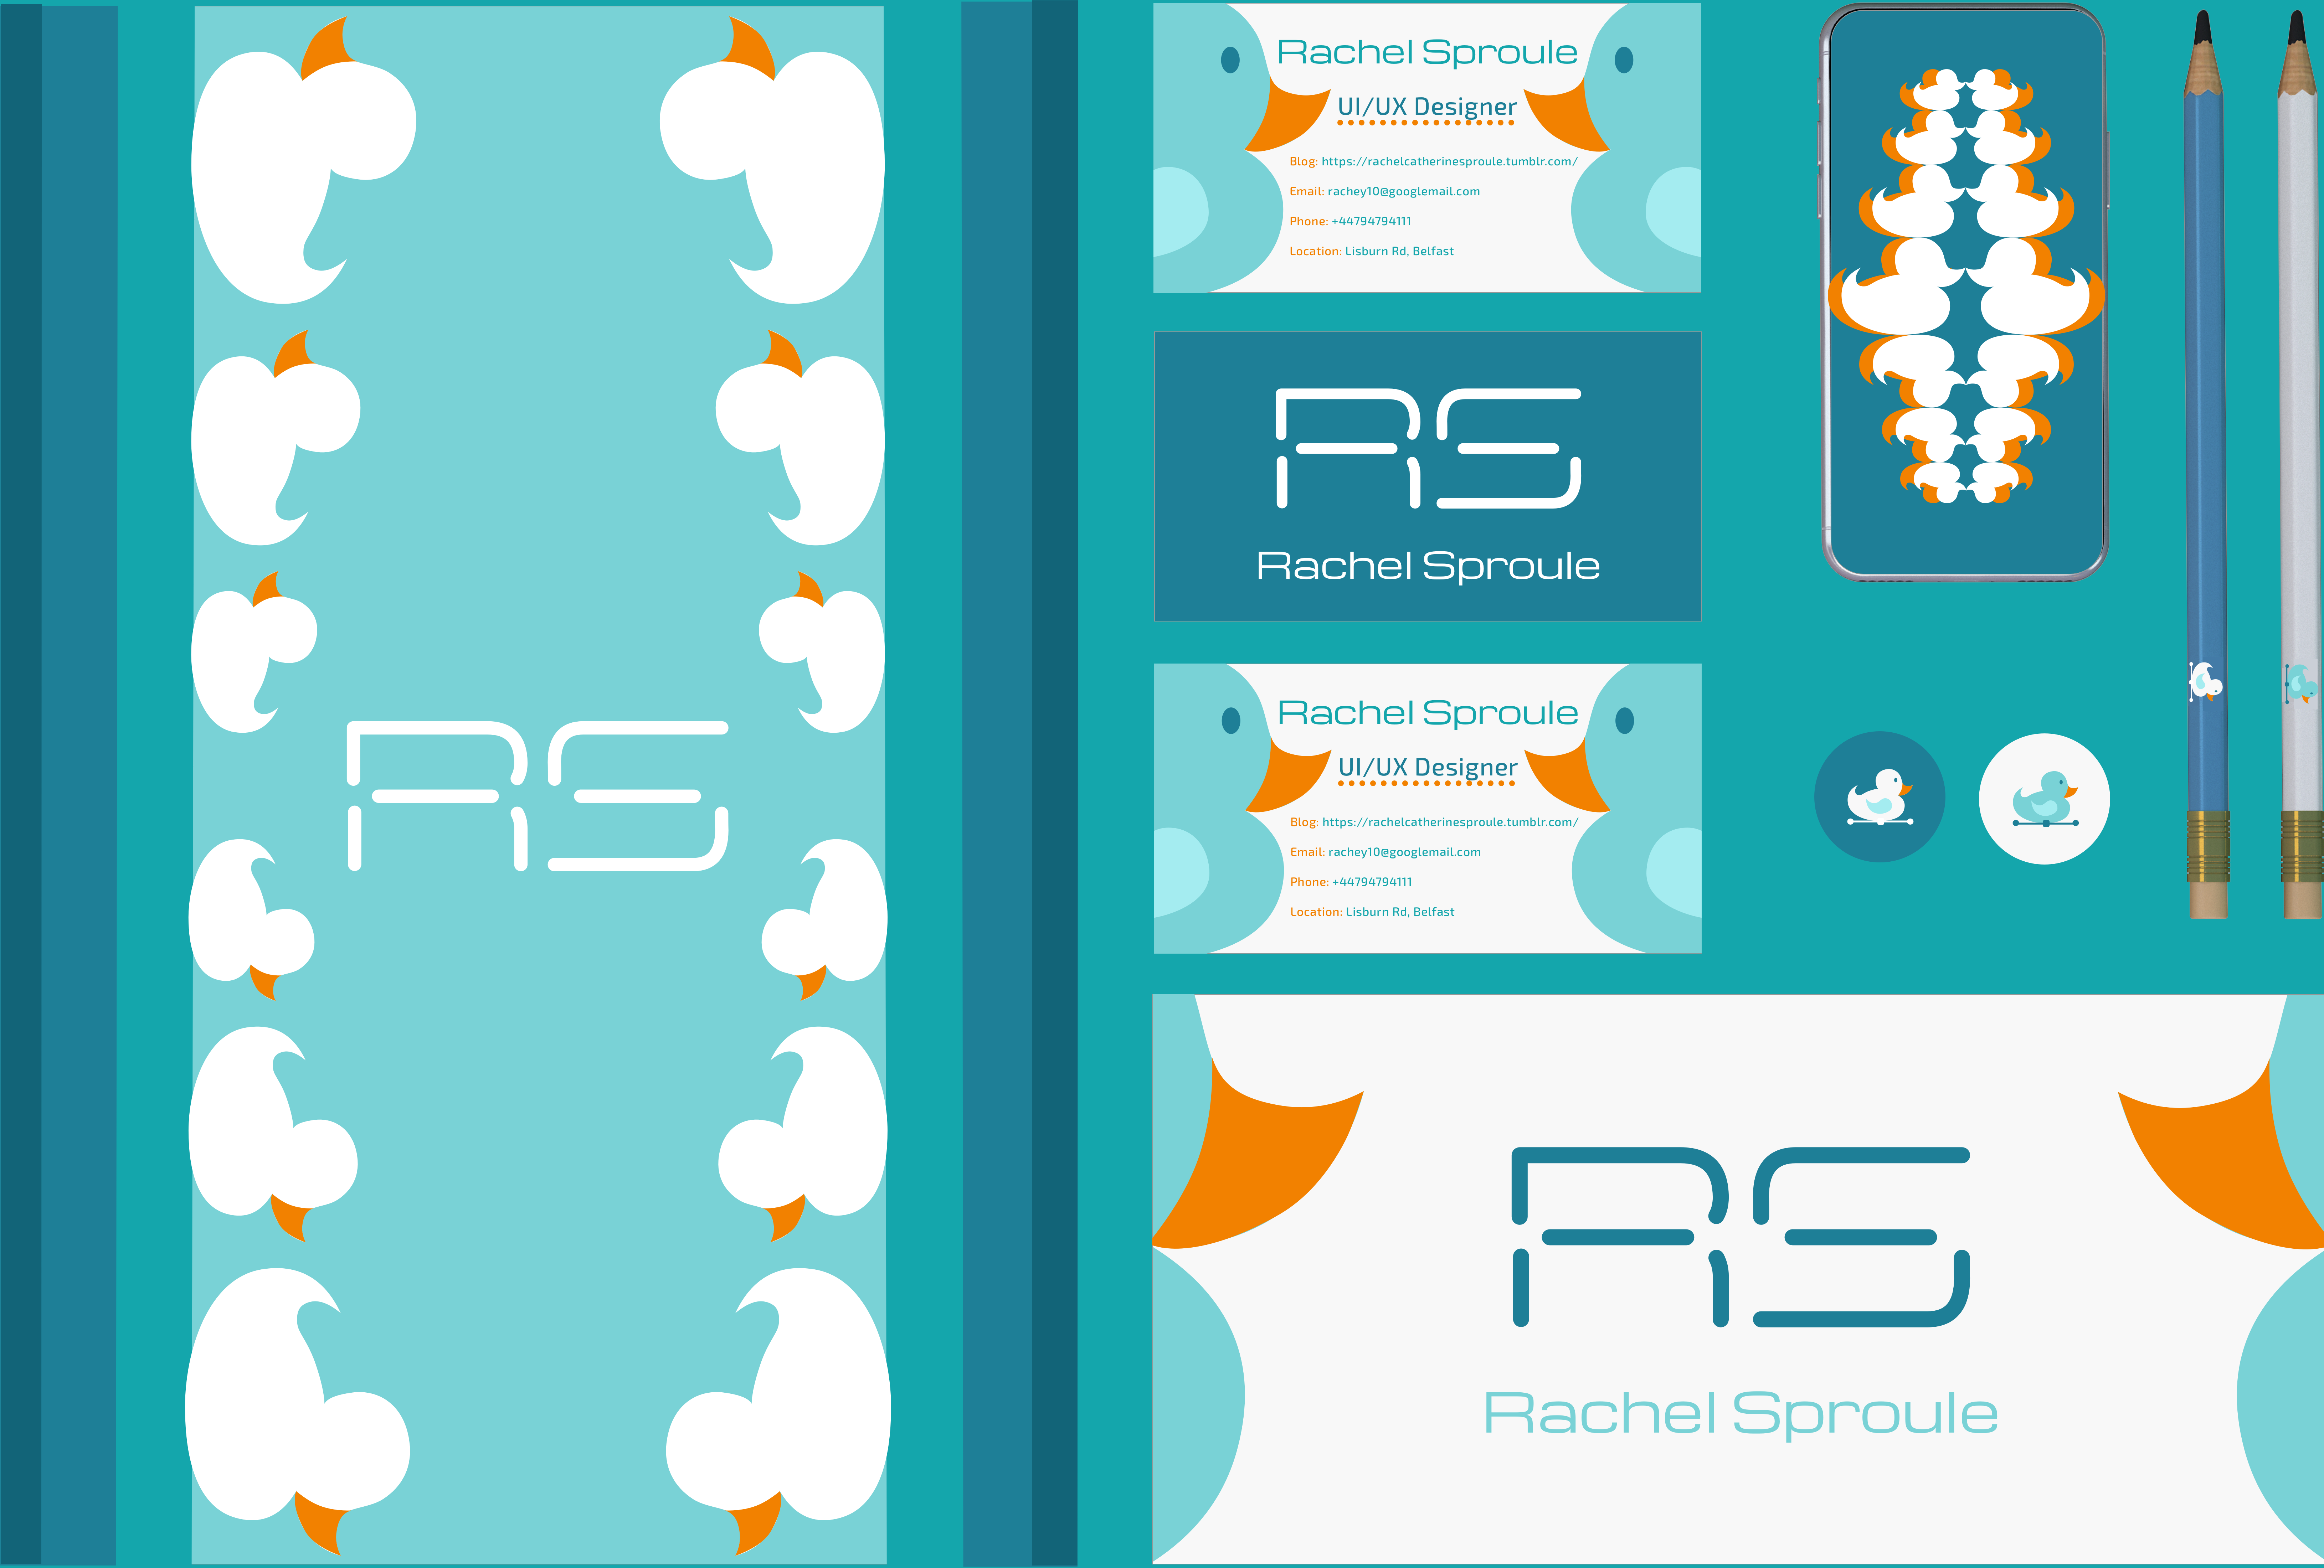 RS
Rachel Sproule
UI/UX Designer
Blog: https://rachelcatherinesproule.tumblr.com/
Email: rachey10@googlemail.com
Phone: +44794794111
Location: Lisburn Rd, Belfast
RS
Rachel Sproule
Rachel Sproule
UI/UX Designer
Blog: https://rachelcatherinesproule.tumblr.com/
Email: rachey10@googlemail.com
Phone: +44794794111
Location: Lisburn Rd, Belfast
RS
Rachel Sproule